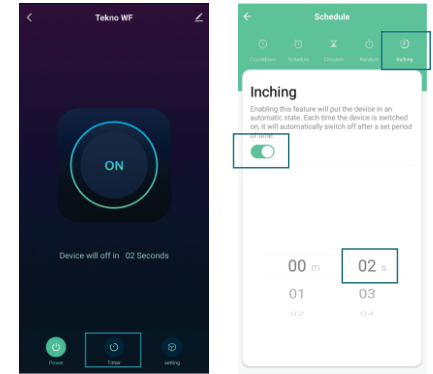 Tekno WF
ON
Device will off in 02 Seconds
Power
Timer
setting
Schedule
Countdown
Schedule
Circulate
Random
Inching
Inching
Enabling this feature will put the device in an
automatic state. Each time the device is switched
on, it will automatically switch off after a set period
of time.
00 m 02 s
01 03
02 04